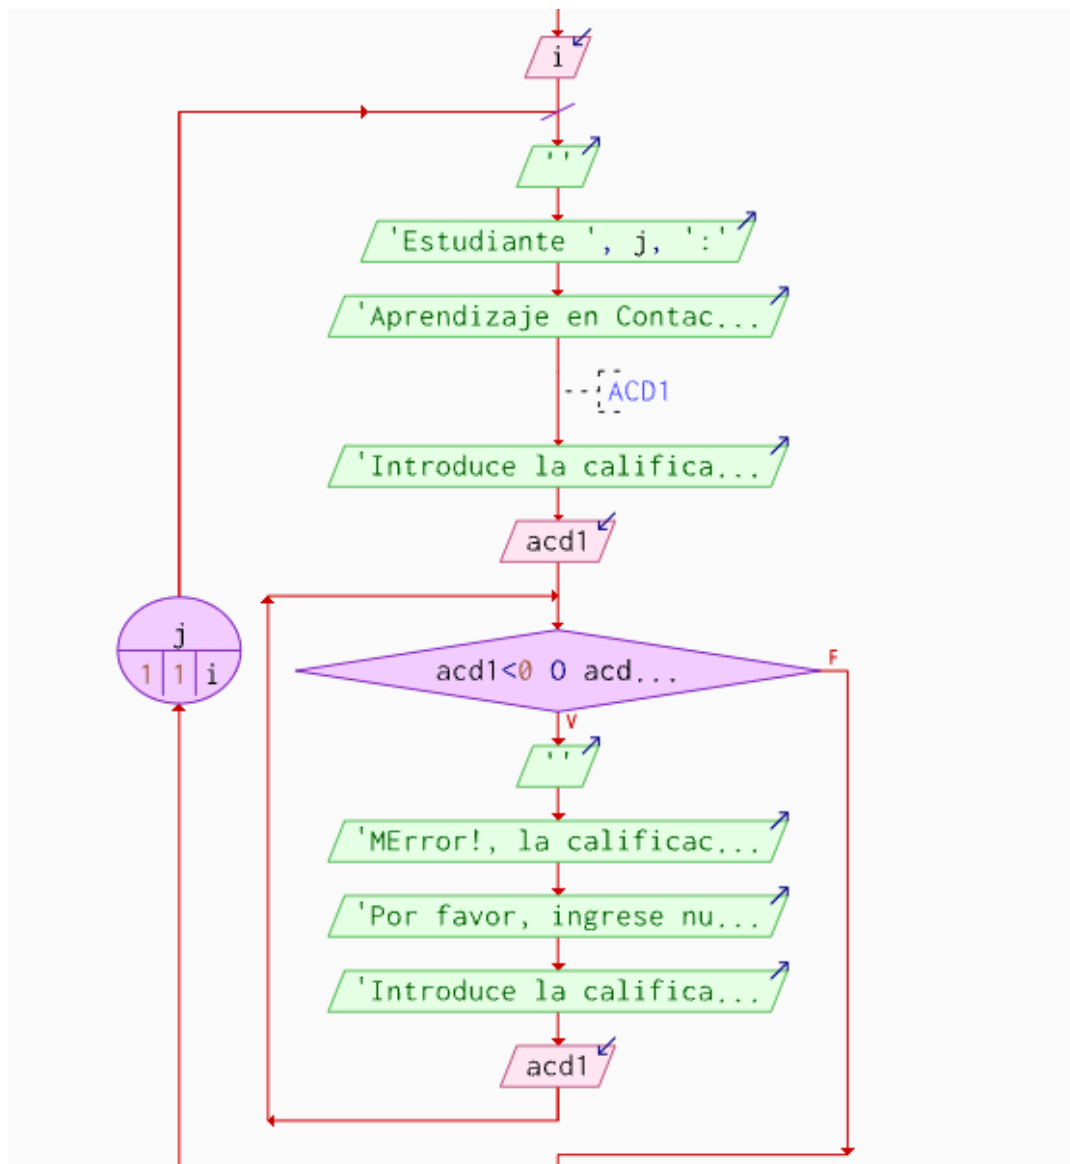 i
''
'Estudiante ', j, ':'
'Aprendizaje en Contac...
ACD1
'Introduce la califica...
acd1
j
1 1 i
acd1<0 O acd...
F
V
''
'MError!, la calificac...
'Por favor, ingrese nu...
'Introduce la califica...
acd1